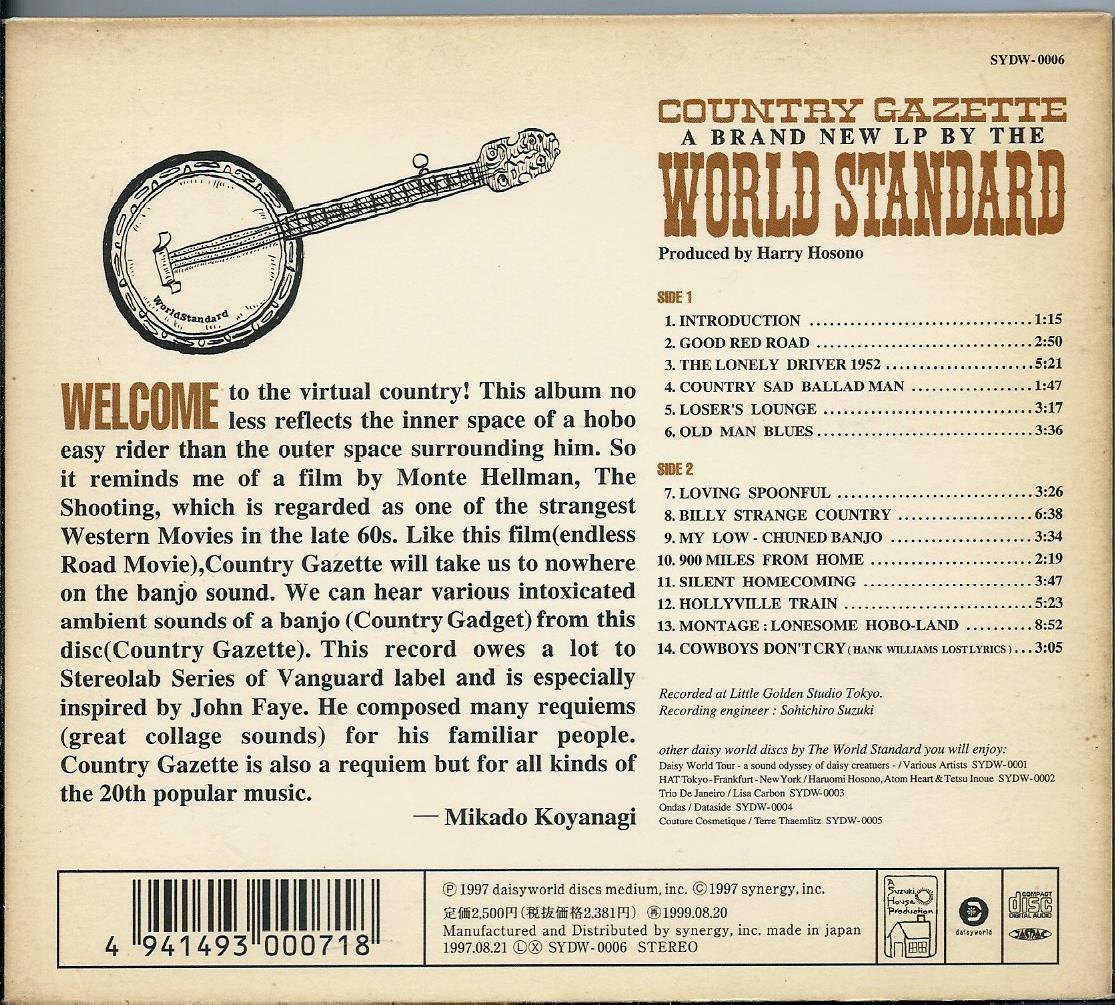 SYDW-0006
COUNTRY GAZETTE
A BRAND NEW LP BY THE
WORLD STANDARD
Produced by Harry Hosono
SIDE 1
1. INTRODUCTION ................................1:15
2. GOOD RED ROAD ...............................2:50
3. THE LONELY DRIVER 1952 .....................5:21
4. COUNTRY SAD BALLAD MAN .................1:47
5. LOSER'S LOUNGE ..............................3:17
6. OLD MAN BLUES...............................3:36
SIDE 2
7. LOVING SPOONFUL ............................3:26
8. BILLY STRANGE COUNTRY ...................6:38
9. MY LOW - CHUNED BANJO ....................3:34
10. 900 MILES FROM HOME .......................2:19
11. SILENT HOMECOMING ........................3:47
12. HOLLYVILLE TRAIN ...........................5:23
13. MONTAGE : LONESOME HOBO-LAND ..........8:52
14. COWBOYS DON'T CRY ( HANK WILLIAMS LOST LYRICS ) ...3:05
Recorded at Little Golden Studio Tokyo.
Recording engineer : Sohichiro Suzuki
other daisy world discs by The World Standard you will enjoy:
Daisy World Tour - a sound odyssey of daisy creatuers - / Various Artists SYDW-0001
HAT Tokyo - Frankfurt - New York / Haruomi Hosono, Atom Heart & Tetsu Inoue SYDW-0002
Trio De Janeiro / Lisa Carbon SYDW-0003
Ondas / Dataside SYDW-0004
Couture Cosmetique / Terre Thaemlitz SYDW-0005
WorldStandard
WELCOME to the virtual country! This album no
less reflects the inner space of a hobo
easy rider than the outer space surrounding him. So
it reminds me of a film by Monte Hellman, The
Shooting, which is regarded as one of the strangest
Western Movies in the late 60s. Like this film(endless
Road Movie),Country Gazette will take us to nowhere
on the banjo sound. We can hear various intoxicated
ambient sounds of a banjo (Country Gadget) from this
disc(Country Gazette). This record owes a lot to
Stereolab Series of Vanguard label and is especially
inspired by John Faye. He composed many requiems
(great collage sounds) for his familiar people.
Country Gazette is also a requiem but for all kinds of
the 20th popular music.
— Mikado Koyanagi
4 941493 000718
Ⓟ 1997 daisyworld discs medium, inc. Ⓒ 1997 synergy, inc.
定価2,500円(税抜価格2,381円) ㊢1999.08.20
Manufactured and Distributed by synergy, inc. made in japan
1997.08.21 ⓁⓍ SYDW-0006 STEREO
A
Suzuki
House
Production
daisyworld
COMPACT
disc
DIGITAL AUDIO
JASRAC